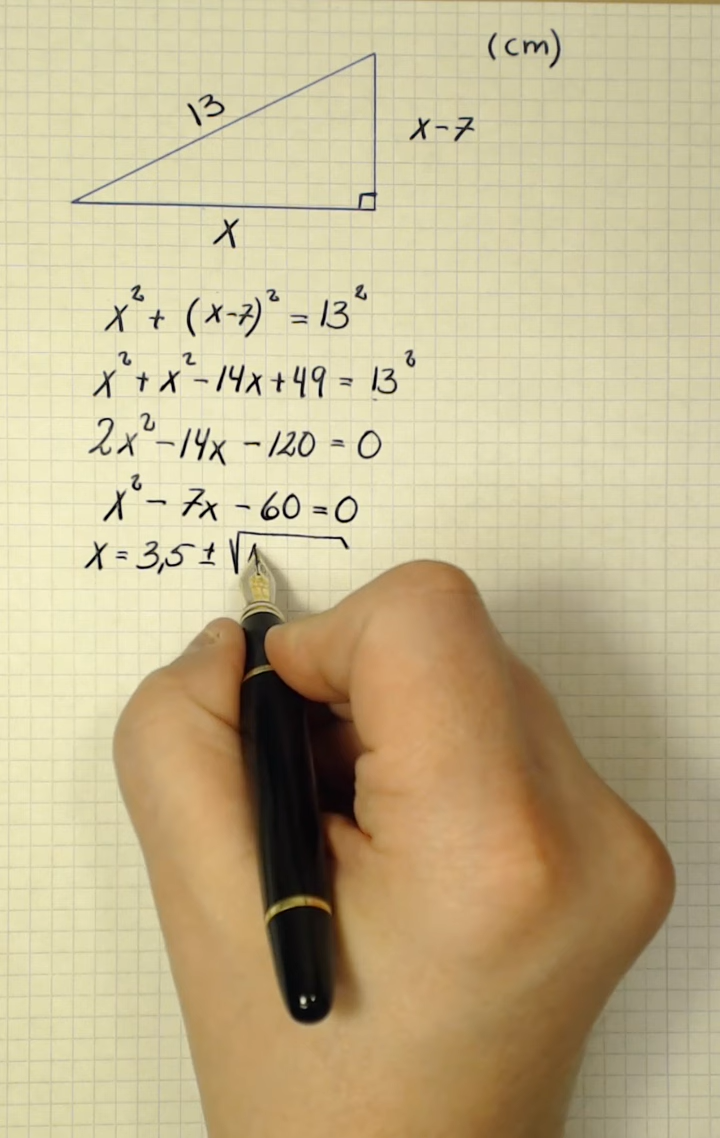 (cm)
13
x-7
x
x² + (x-7)² = 13²
x² + x² - 14x + 49 = 13²
2x² - 14x - 120 = 0
x² - 7x - 60 = 0
x = 3,5 ± √